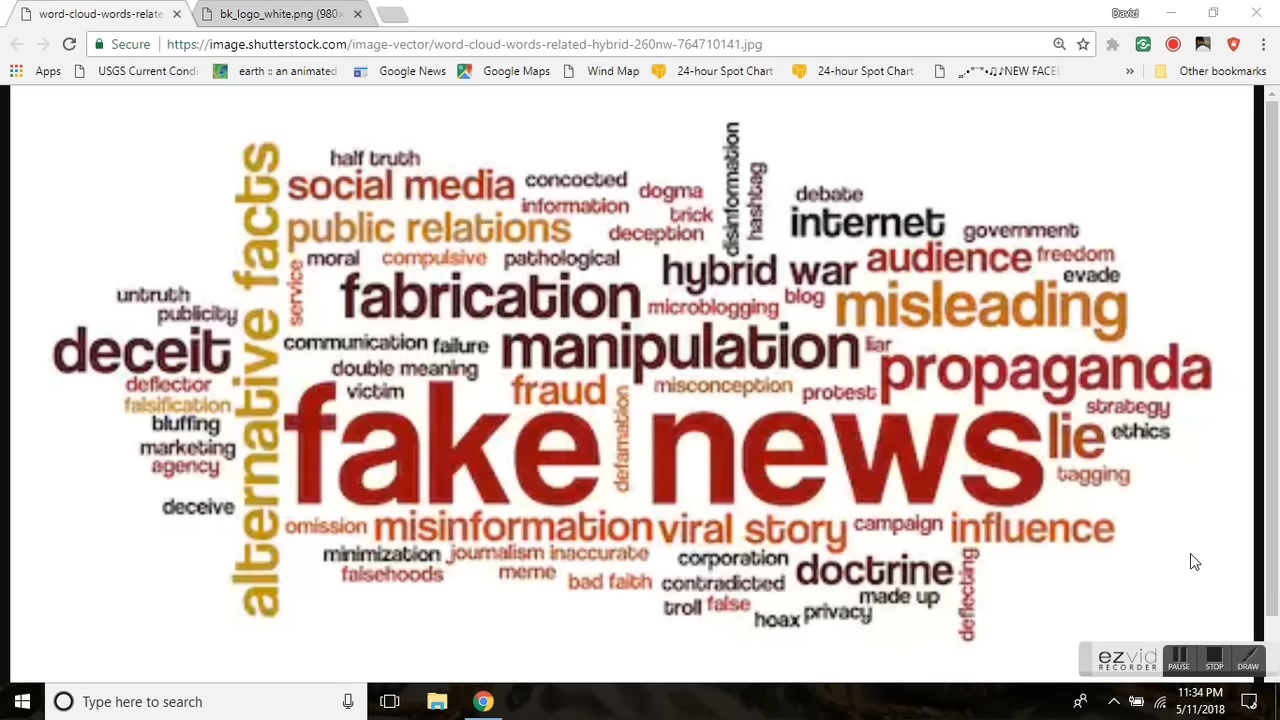 word-cloud-words-relate
bk_logo_white.png (980×
David
Secure
https://image.shutterstock.com/image-vector/word-cloud-words-related-hybrid-260nw-764710141.jpg
Apps
USGS Current Condi
earth :: an animated
Google News
Google Maps
Wind Map
24-hour Spot Chart
24-hour Spot Chart
NEW FACE
»
Other bookmarks
alternative facts
half truth
social media
concocted
dogma
disinformation
hashtag
debate
information
trick
internet
public relations
deception
government
service
moral
compulsive
pathological
hybrid war
audience
freedom
evade
untruth
publicity
fabrication
microblogging
blog
misleading
deceit
communication
failure
manipulation
liar
propaganda
deflector
double meaning
falsification
victim
fraud
misconception
protest
strategy
bluffing
fake news
defamation
lie
ethics
marketing
agency
tagging
deceive
omission
misinformation
viral story
campaign
influence
minimization
journalism
inaccurate
corporation
doctrine
deflecting
falsehoods
meme
bad faith
contradicted
made up
troll
false
hoax
privacy
ezvid
RECORDER
PAUSE
STOP
DRAW
Type here to search
11:34 PM
5/11/2018